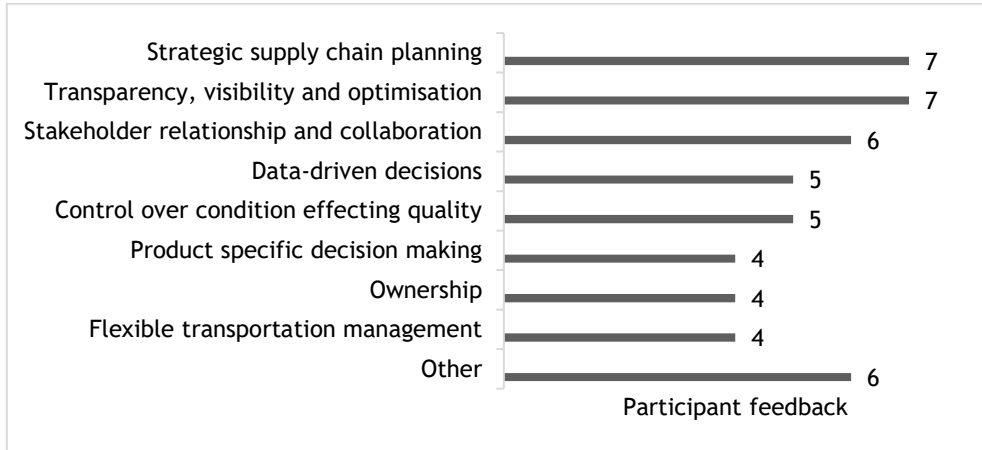 Strategic supply chain planning 7
Transparency, visibility and optimisation 7
Stakeholder relationship and collaboration 6
Data-driven decisions 5
Control over condition effecting quality 5
Product specific decision making 4
Ownership 4
Flexible transportation management 4
Other 6
Participant feedback